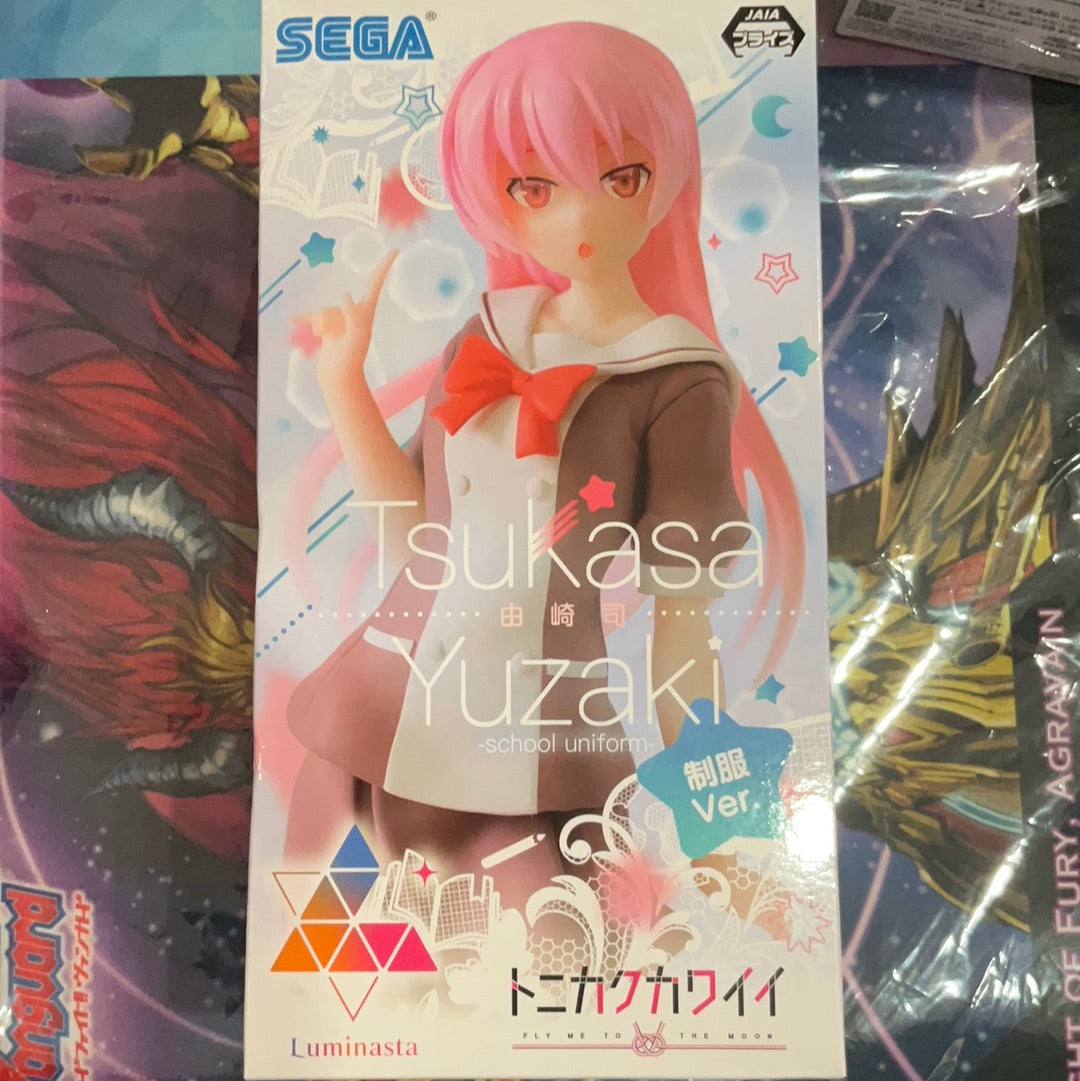 SEGA®
JAIA
プライズ
Tsukasa
由崎司
Yuzaki
-school uniform-
制服
Ver.
Luminasta
トニカクカワイイ
FLY ME TO THE MOON
OF FURY, AGRAVAIN